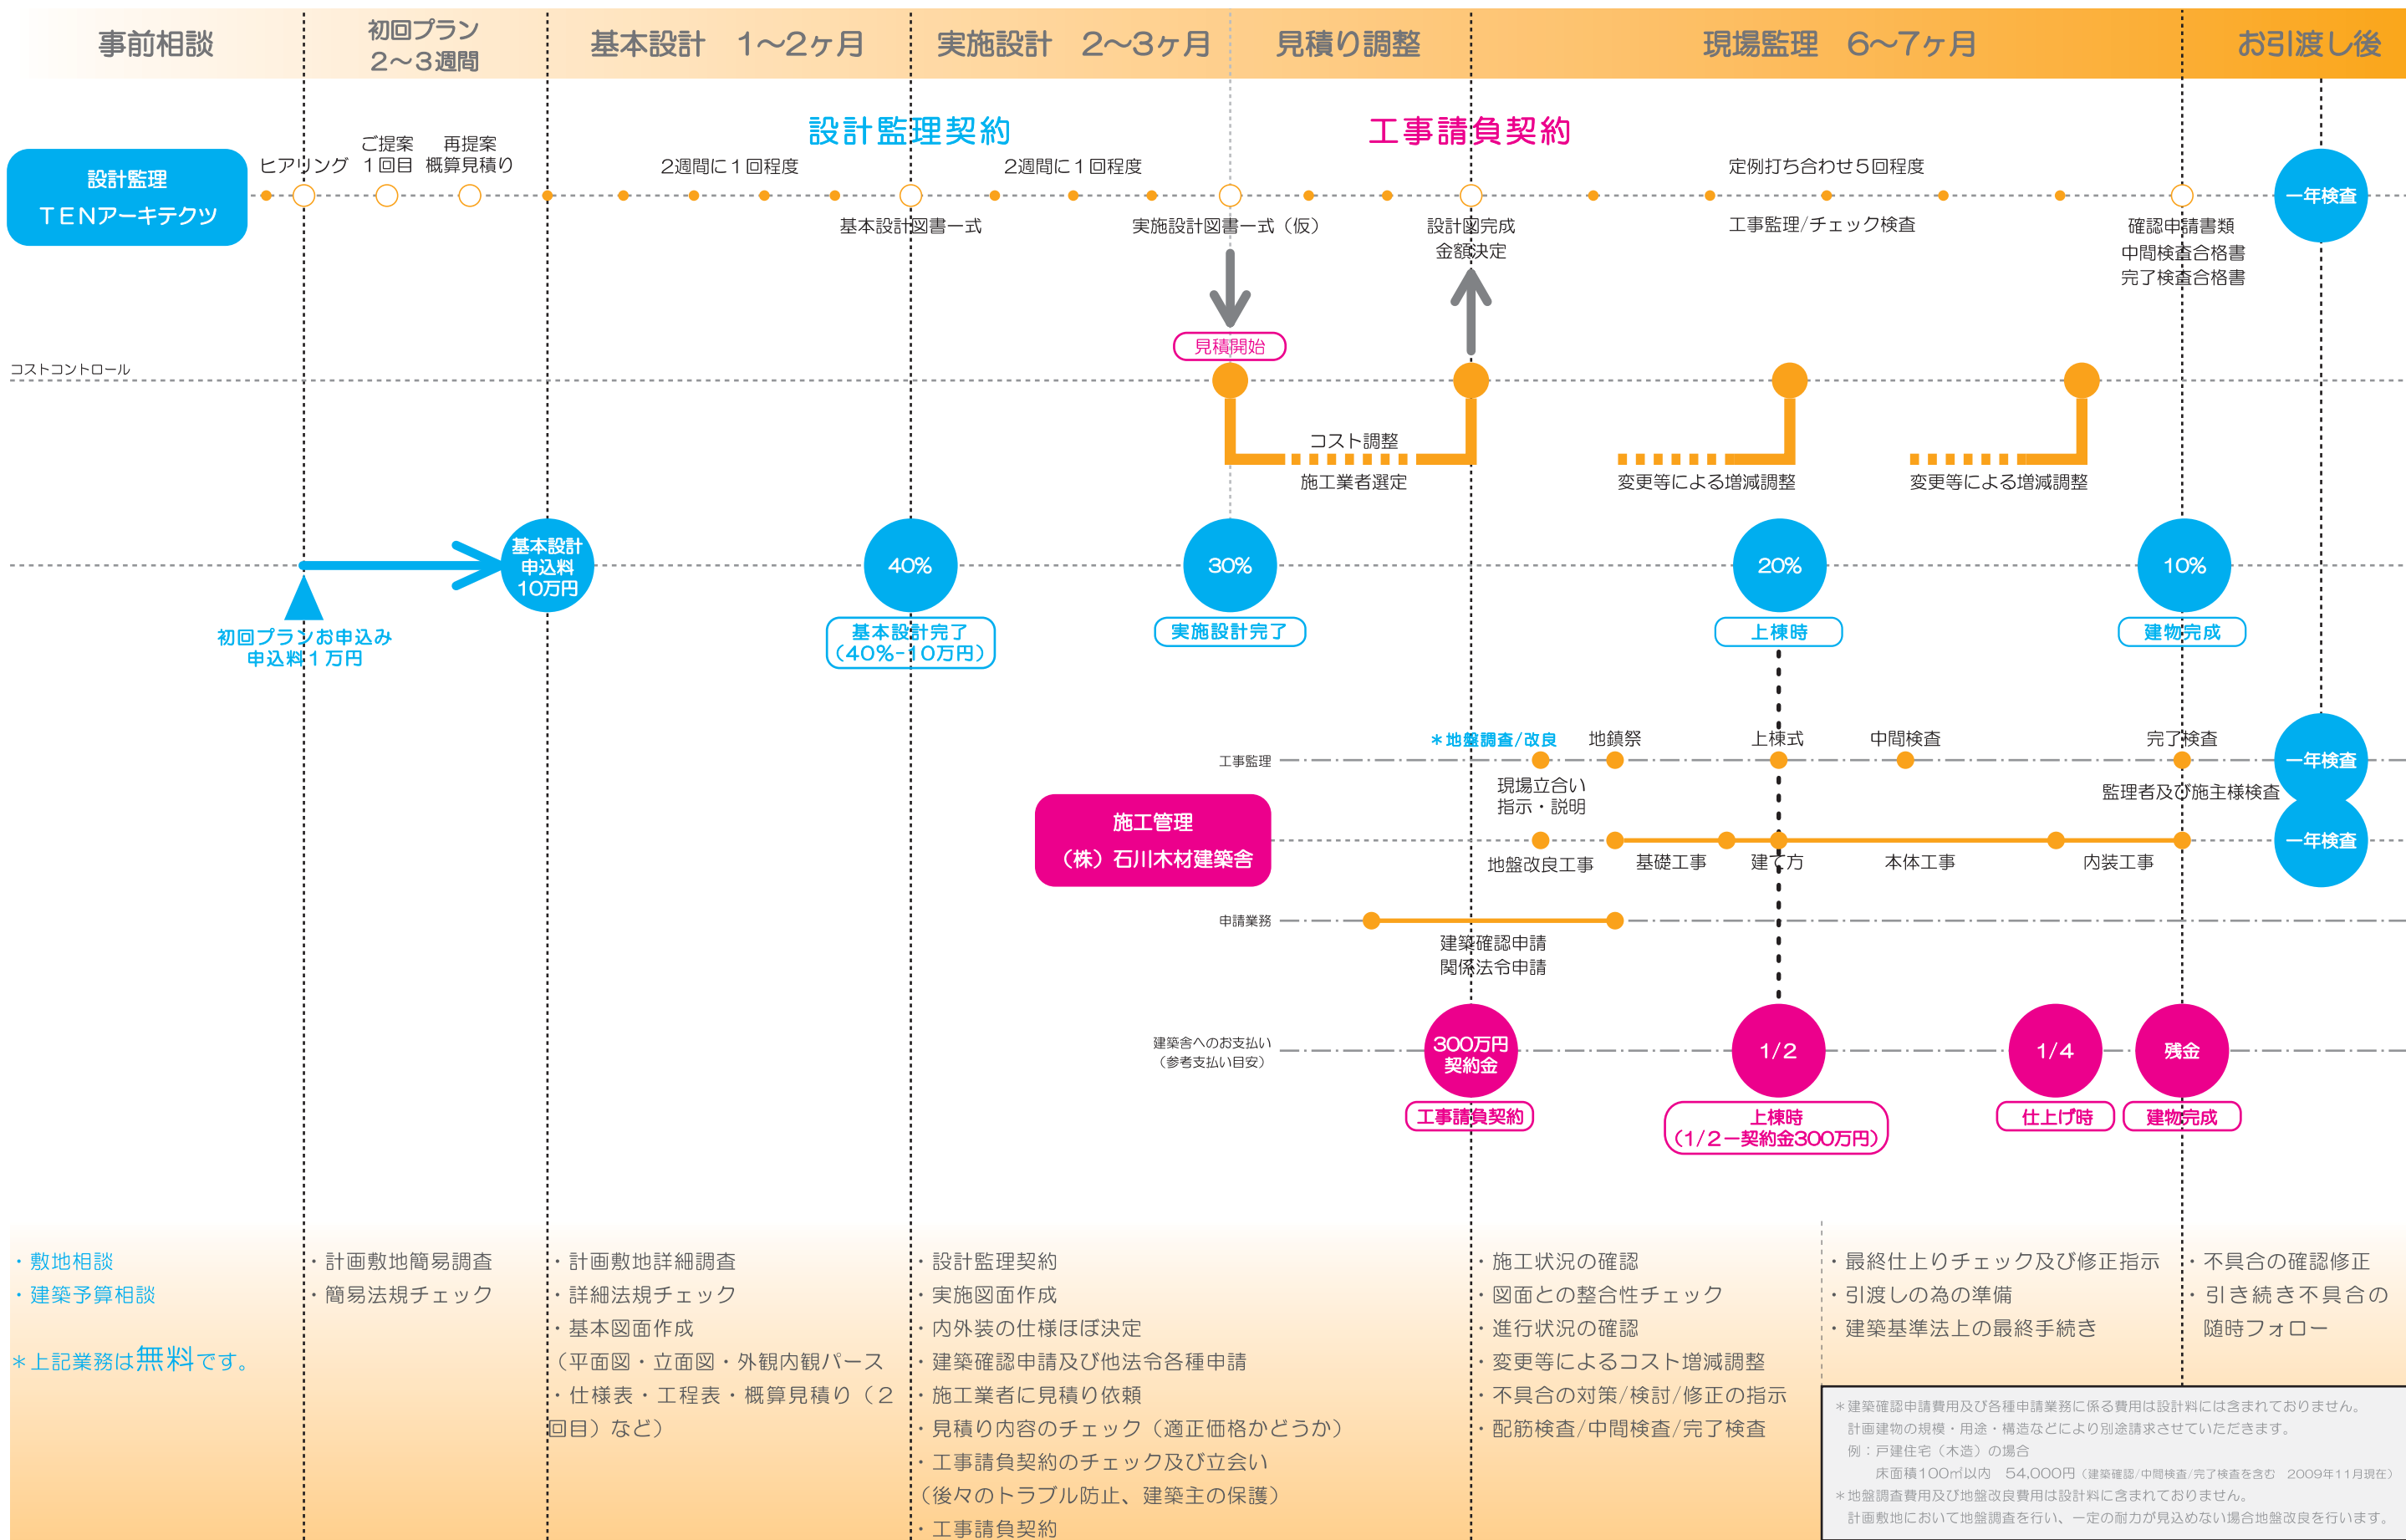 事前相談
初回プラン
2～3週間
基本設計　1～2ヶ月
実施設計　2～3ヶ月
見積り調整
現場監理　6～7ヶ月
お引渡し後
設計監理契約
工事請負契約
設計監理
ＴＥＮアーキテクツ
ヒアリング
ご提案
１回目
再提案
概算見積り
2週間に１回程度
2週間に１回程度
定例打ち合わせ５回程度
一年検査
基本設計図書一式
実施設計図書一式（仮）
設計図完成
金額決定
工事監理/チェック検査
確認申請書類
中間検査合格書
完了検査合格書
見積開始
コストコントロール
コスト調整
施工業者選定
変更等による増減調整
変更等による増減調整
基本設計
申込料
10万円
40%
30%
20%
10%
初回プランお申込み
申込料１万円
基本設計完了
（40%-10万円）
実施設計完了
上棟時
建物完成
工事監理
＊地盤調査/改良
地鎮祭
上棟式
中間検査
完了検査
一年検査
現場立合い
指示・説明
監理者及び施主様検査
施工管理
（株）石川木材建築舎
地盤改良工事
基礎工事
建て方
本体工事
内装工事
一年検査
申請業務
建築確認申請
関係法令申請
建築舎へのお支払い
（参考支払い目安）
300万円
契約金
1/2
1/4
残金
工事請負契約
上棟時
（1/2－契約金300万円）
仕上げ時
建物完成
・敷地相談
・建築予算相談
＊上記業務は無料です。
・計画敷地簡易調査
・簡易法規チェック
・計画敷地詳細調査
・詳細法規チェック
・基本図面作成
（平面図・立面図・外観内観パース
・仕様表・工程表・概算見積り（２
回目）など）
・設計監理契約
・実施図面作成
・内外装の仕様ほぼ決定
・建築確認申請及び他法令各種申請
・施工業者に見積り依頼
・見積り内容のチェック（適正価格かどうか）
・工事請負契約のチェック及び立会い
（後々のトラブル防止、建築主の保護）
・工事請負契約
・施工状況の確認
・図面との整合性チェック
・進行状況の確認
・変更等によるコスト増減調整
・不具合の対策/検討/修正の指示
・配筋検査/中間検査/完了検査
・最終仕上りチェック及び修正指示
・引渡しの為の準備
・建築基準法上の最終手続き
・不具合の確認修正
・引き続き不具合の
随時フォロー
＊建築確認申請費用及び各種申請業務に係る費用は設計料には含まれておりません。
計画建物の規模・用途・構造などにより別途請求させていただきます。
例：戸建住宅（木造）の場合
床面積100㎡以内　54,000円（建築確認/中間検査/完了検査を含む　2009年11月現在）
＊地盤調査費用及び地盤改良費用は設計料に含まれておりません。
計画敷地において地盤調査を行い、一定の耐力が見込めない場合地盤改良を行います。